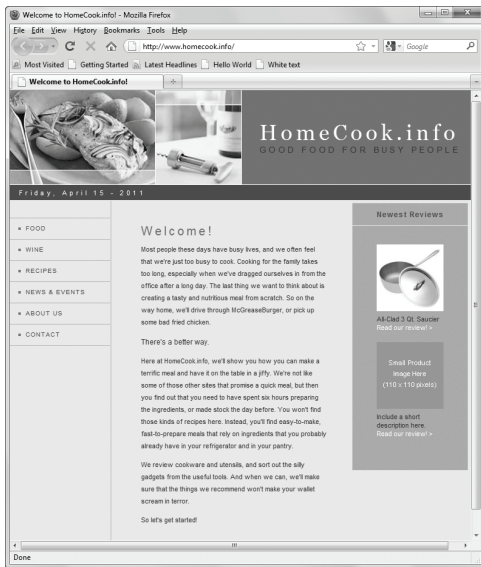 Welcome to HomeCook.info! - Mozilla Firefox
File Edit View History Bookmarks Tools Help
http://www.homecook.info/
Google
Most Visited Getting Started Latest Headlines Hello World White text
Welcome to HomeCook.info!
HomeCook.info
GOOD FOOD FOR BUSY PEOPLE
Friday, April 15 - 2011
FOOD
WINE
RECIPES
NEWS & EVENTS
ABOUT US
CONTACT
Welcome!
Most people these days have busy lives, and we often feel
that we're just too busy to cook. Cooking for the family takes
too long, especially when we've dragged ourselves in from the
office after a long day. The last thing we want to think about is
creating a tasty and nutritious meal from scratch. So on the
way home, we'll drive through McGreaseBurger, or pick up
some bad fried chicken.
There's a better way.
Here at HomeCook.info, we'll show you how you can make a
terrific meal and have it on the table in a jiffy. We're not like
some of those other sites that promise a quick meal, but then
you find out that you need to have spent six hours preparing
the ingredients, or made stock the day before. You won't find
those kinds of recipes here. Instead, you'll find easy-to-make,
fast-to-prepare meals that rely on ingredients that you probably
already have in your refrigerator and in your pantry.
We review cookware and utensils, and sort out the silly
gadgets from the useful tools. And when we can, we'll make
sure that the things we recommend won't make your wallet
scream in terror.
So let's get started!
Newest Reviews
All-Clad 3 Qt. Saucier
Read our review! >
Small Product
Image Here
(110 x 110 pixels)
Include a short
description here.
Read our review! >
Done